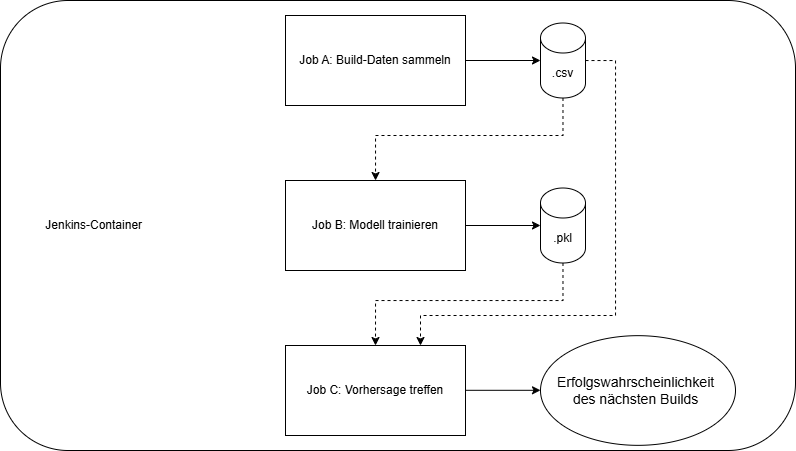 Job A: Build-Daten sammeln
.csv
Jenkins-Container
Job B: Modell trainieren
.pkl
Job C: Vorhersage treffen
Erfolgswahrscheinlichkeit
des nächsten Builds